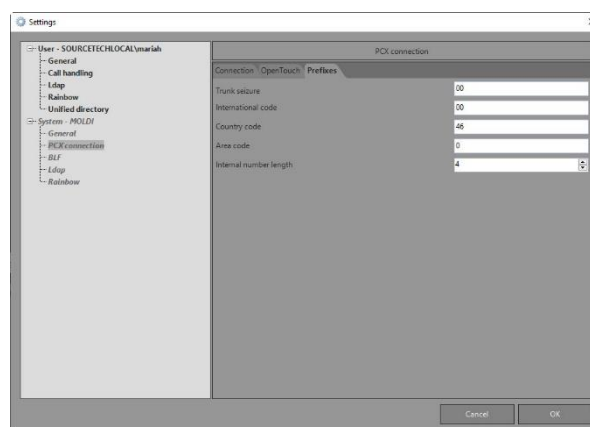 Settings
User - SOURCETECHLOCAL\mariah
General
Call handling
Ldap
Rainbow
Unified directory
System - MOLDI
General
PCX connection
BLF
Ldap
Rainbow
PCX connection
Connection OpenTouch Prefixes
Trunk seizure 00
International code 00
Country code 46
Area code 0
Internal number length 4
Cancel OK